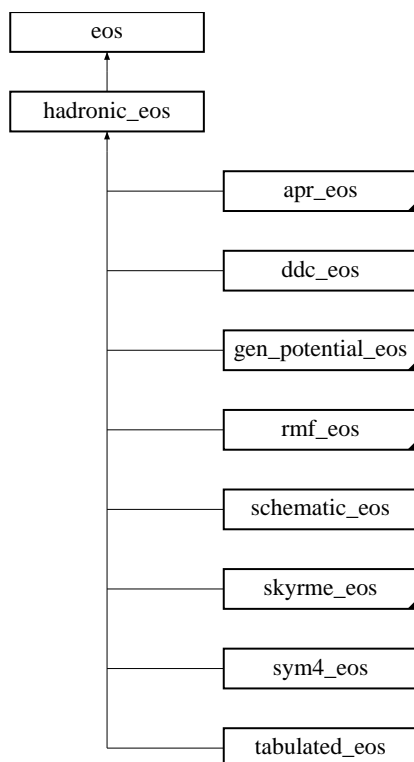 eos
hadronic_eos
apr_eos
ddc_eos
gen_potential_eos
rmf_eos
schematic_eos
skyrme_eos
sym4_eos
tabulated_eos